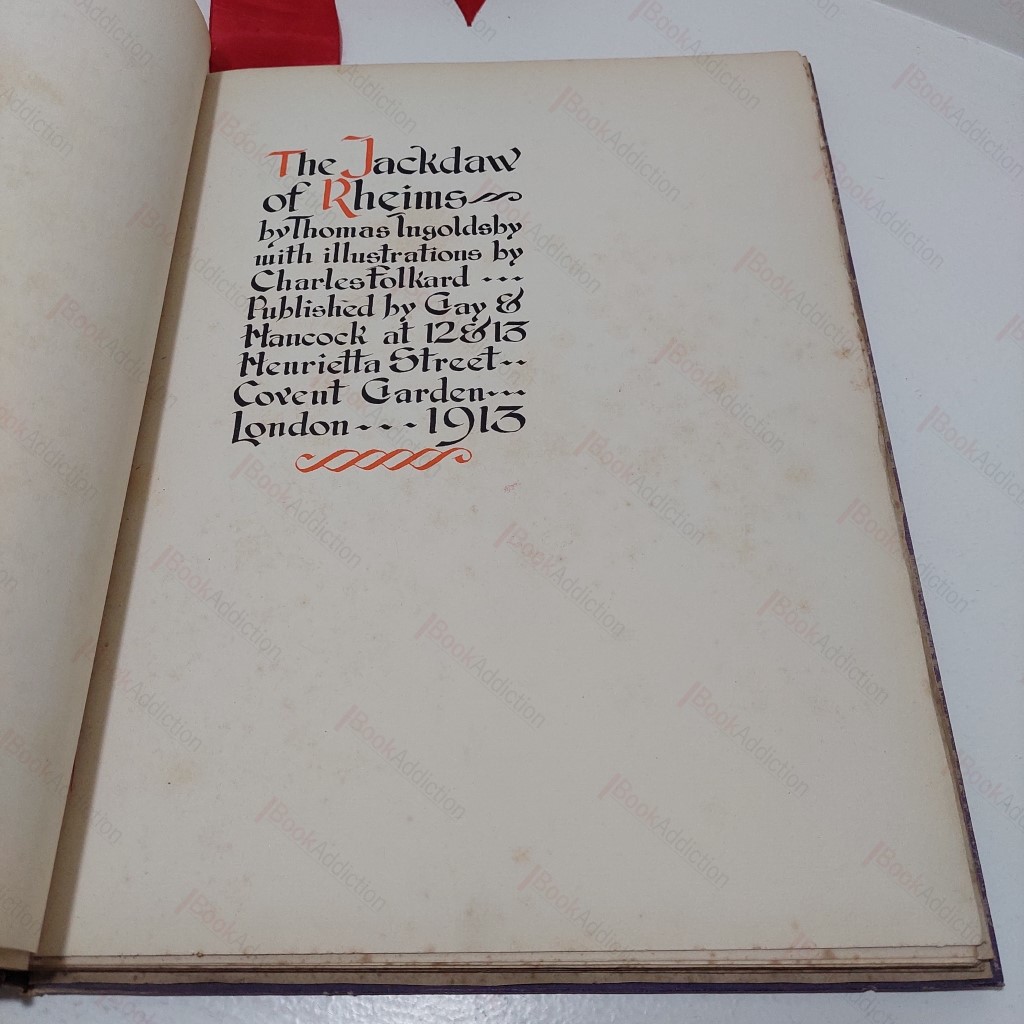 The Jackdaw
of Rheims
by Thomas Ingoldsby
with illustrations by
Charles Folkard ...
Published by Gay &
Hancock at 12 & 13
Henrietta Street..
Covent Garden...
London ... 1913
BookAddiction